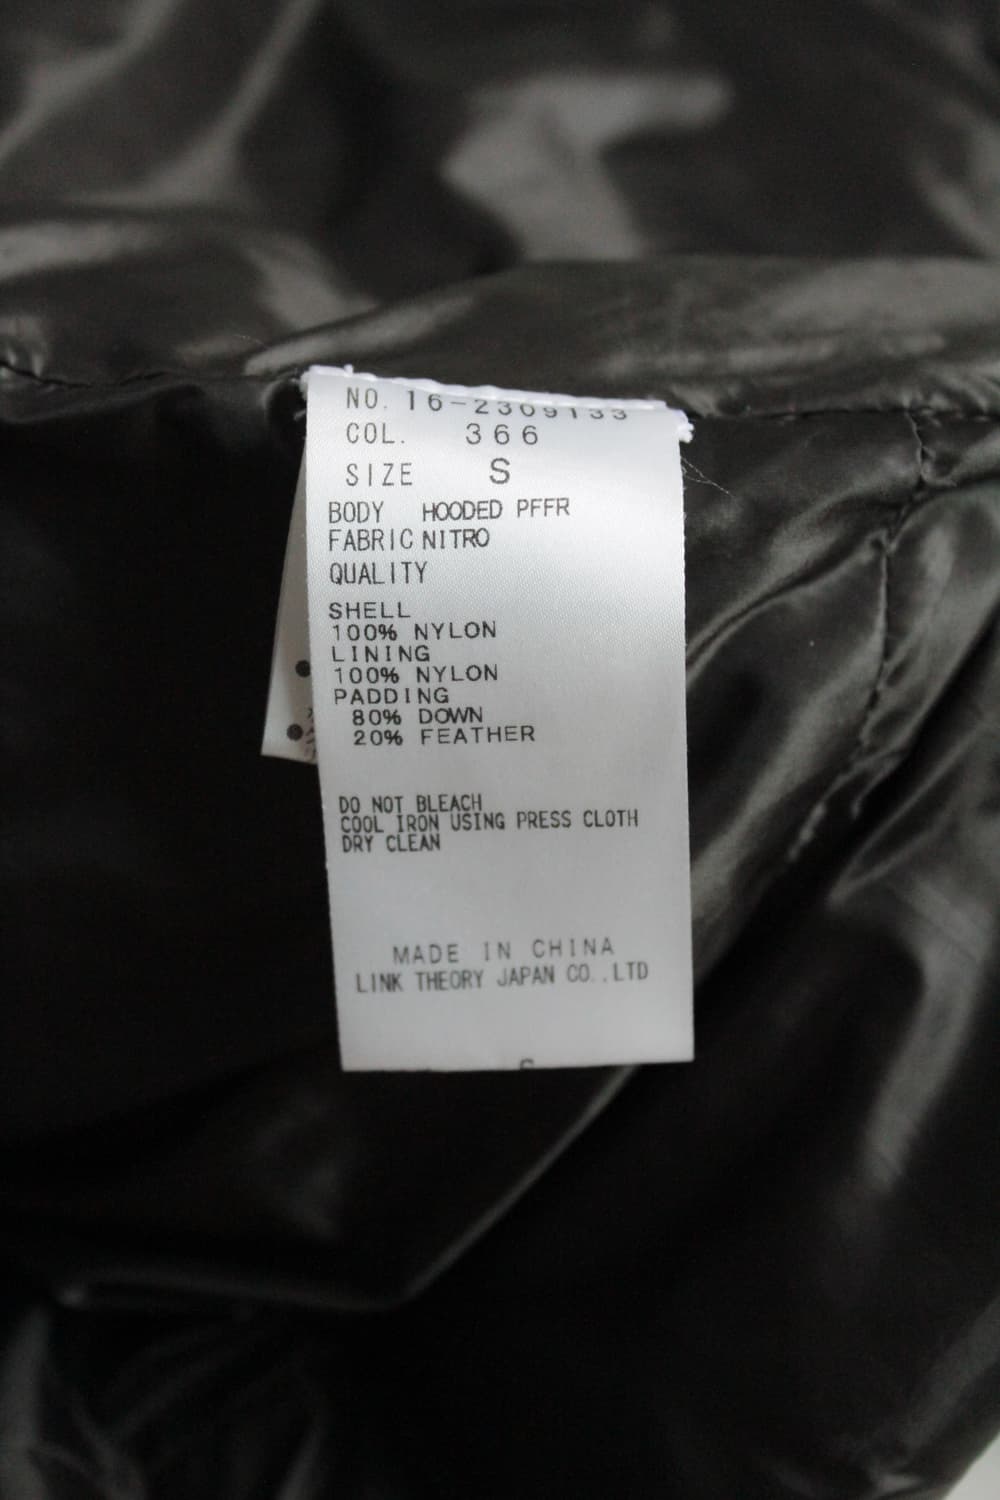 NO. 16-2309133
COL. 366
SIZE S
BODY HOODED PFFR
FABRIC NITRO
QUALITY
SHELL
100% NYLON
LINING
100% NYLON
PADDING
80% DOWN
20% FEATHER
DO NOT BLEACH
COOL IRON USING PRESS CLOTH
DRY CLEAN
MADE IN CHINA
LINK THEORY JAPAN CO.,LTD